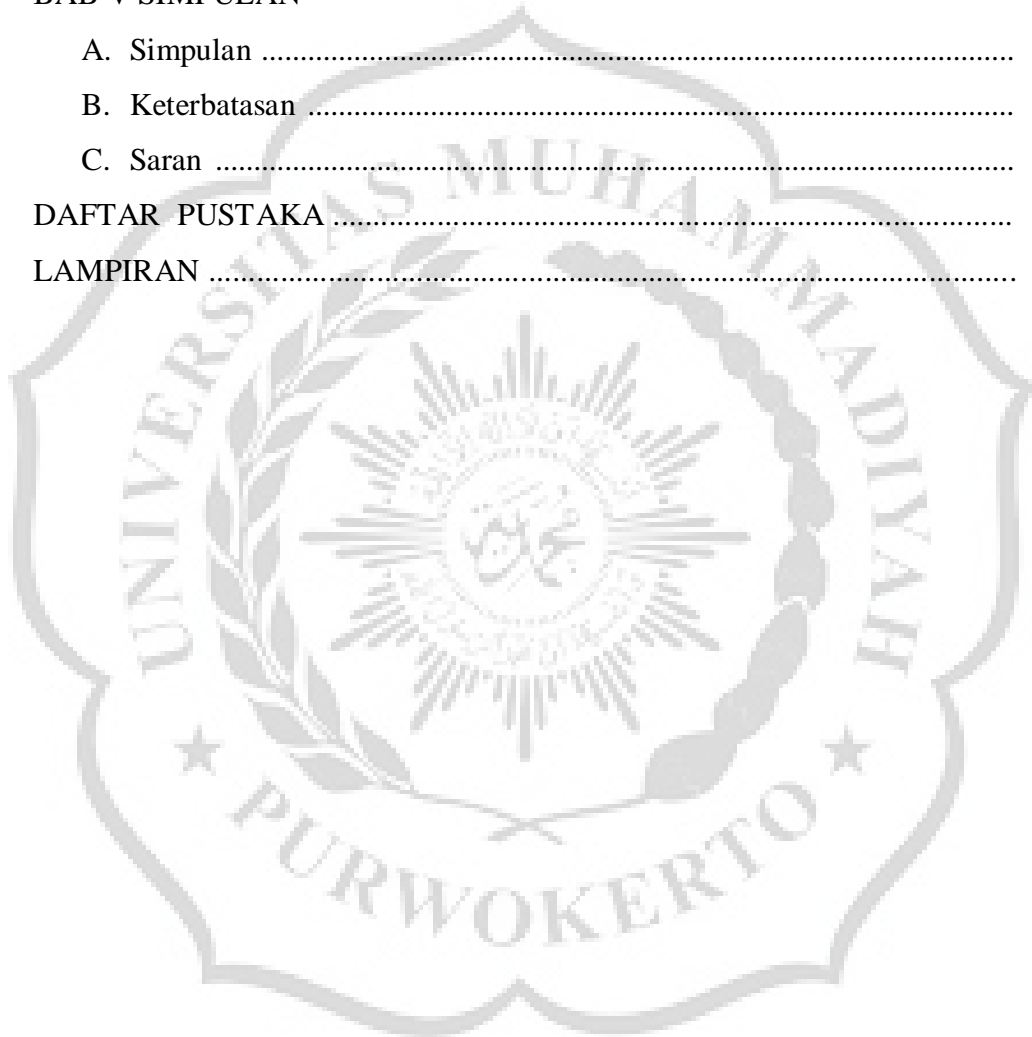 BAB V SIMPULAN
A. Simpulan ................................................................................................
B. Keterbatasan ..........................................................................................
C. Saran ......................................................................................................
DAFTAR PUSTAKA .......................................................................................
LAMPIRAN .......................................................................................................
UNIVERSITAS MUHAMMADIYAH
★ PURWOKERTO ★